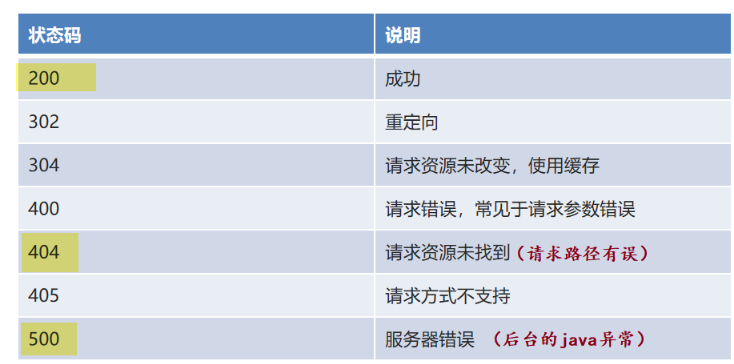 状态码 说明
200 成功
302 重定向
304 请求资源未改变，使用缓存
400 请求错误，常见于请求参数错误
404 请求资源未找到（请求路径有误）
405 请求方式不支持
500 服务器错误 （后台的java异常）